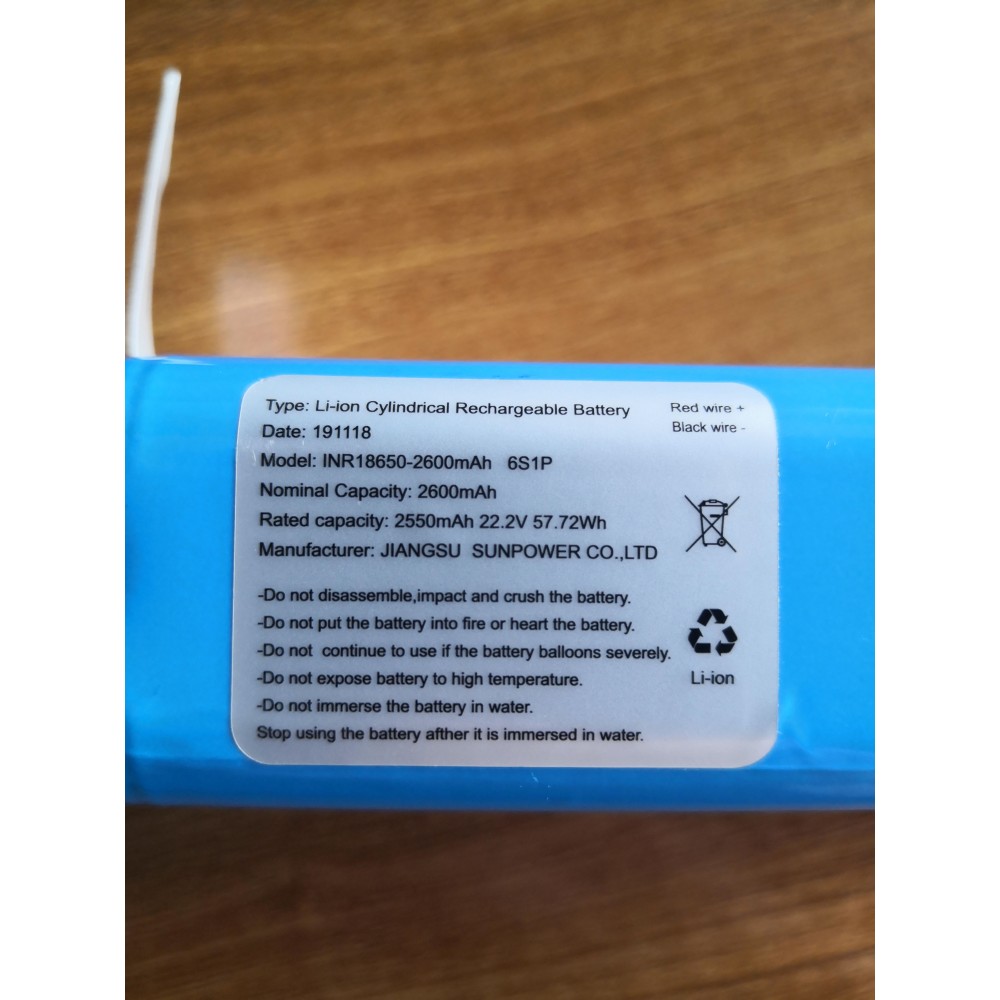 Type: Li-ion Cylindrical Rechargeable Battery
Red wire +
Black wire -
Date: 191118
Model: INR18650-2600mAh   6S1P
Nominal Capacity: 2600mAh
Rated capacity: 2550mAh 22.2V 57.72Wh
Manufacturer: JIANGSU  SUNPOWER CO.,LTD
-Do not disassemble,impact and crush the battery.
-Do not put the battery into fire or heart the battery.
-Do not  continue to use if the battery balloons severely.
-Do not expose battery to high temperature.
-Do not immerse the battery in water.
Stop using the battery afther it is immersed in water.
Li-ion